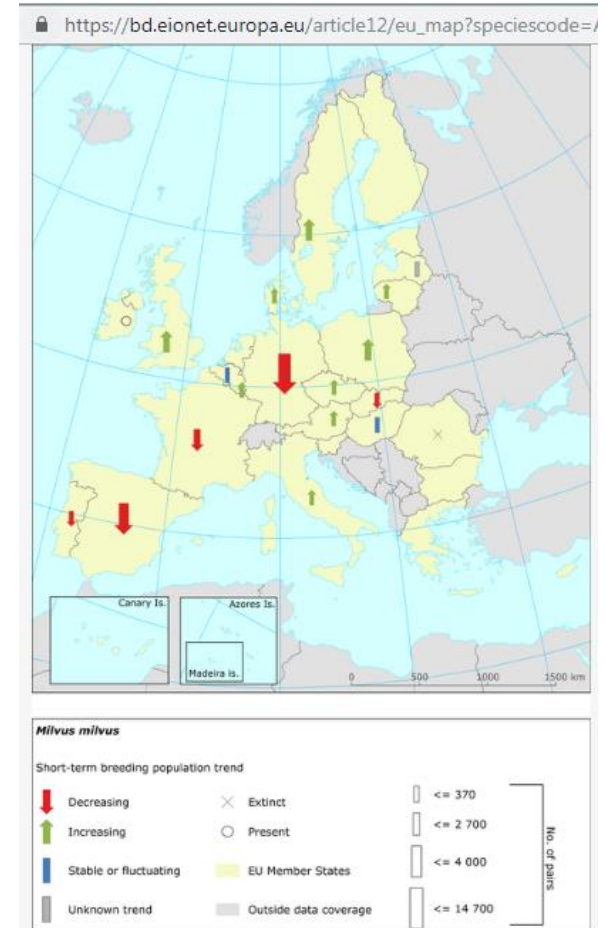 https://bd.eionet.europa.eu/article12/eu_map?speciescode=
Canary Is.
Azores Is.
Madeira is.
0 500 1000 1500 km
Milvus milvus
Short-term breeding population trend
Decreasing
Increasing
Stable or fluctuating
Unknown trend
Extinct
Present
EU Member States
Outside data coverage
<= 370
<= 2 700
<= 4 000
<= 14 700
No. of pairs